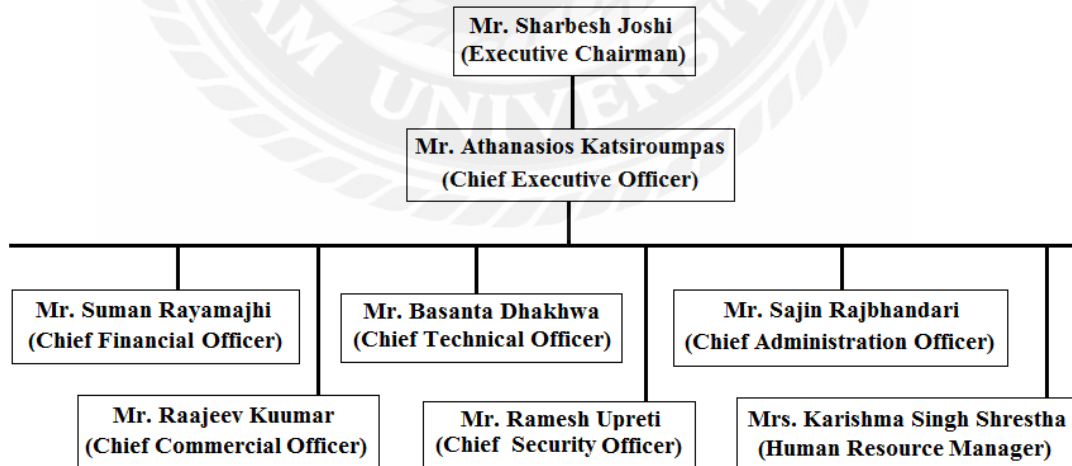 Mr. Sharbesh Joshi
(Executive Chairman)
UNIVERSIT
Mr. Athanasios Katsiroumpas
(Chief Executive Officer)
Mr. Suman Rayamajhi
(Chief Financial Officer)
Mr. Basanta Dhakhwa
(Chief Technical Officer)
Mr. Sajin Rajbhandari
(Chief Administration Officer)
Mr. Raajeev Kuumar
(Chief Commercial Officer)
Mr. Ramesh Upreti
(Chief Security Officer)
Mrs. Karishma Singh Shrestha
(Human Resource Manager)